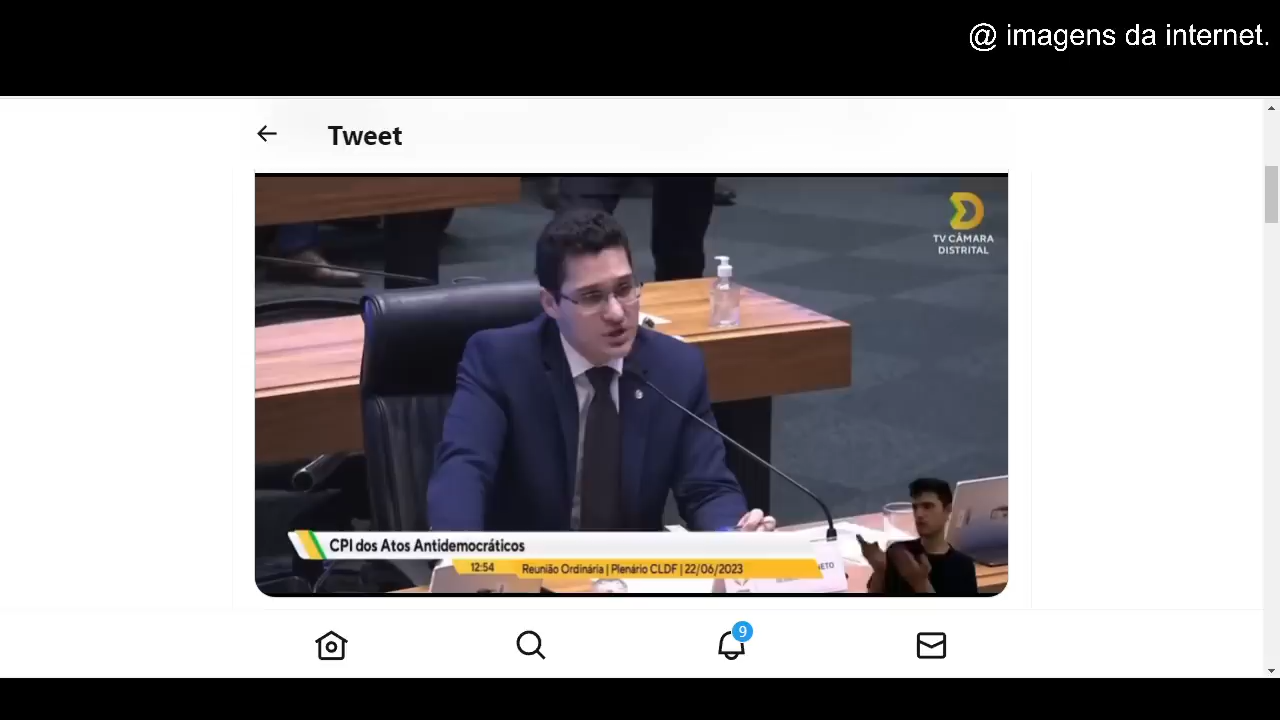 @ imagens da internet.
Tweet
TV CÂMARA
DISTRITAL
CPI dos Atos Antidemocráticos
12:54 Reunião Ordinária | Plenário CLDF | 22/06/2023
NETO
9